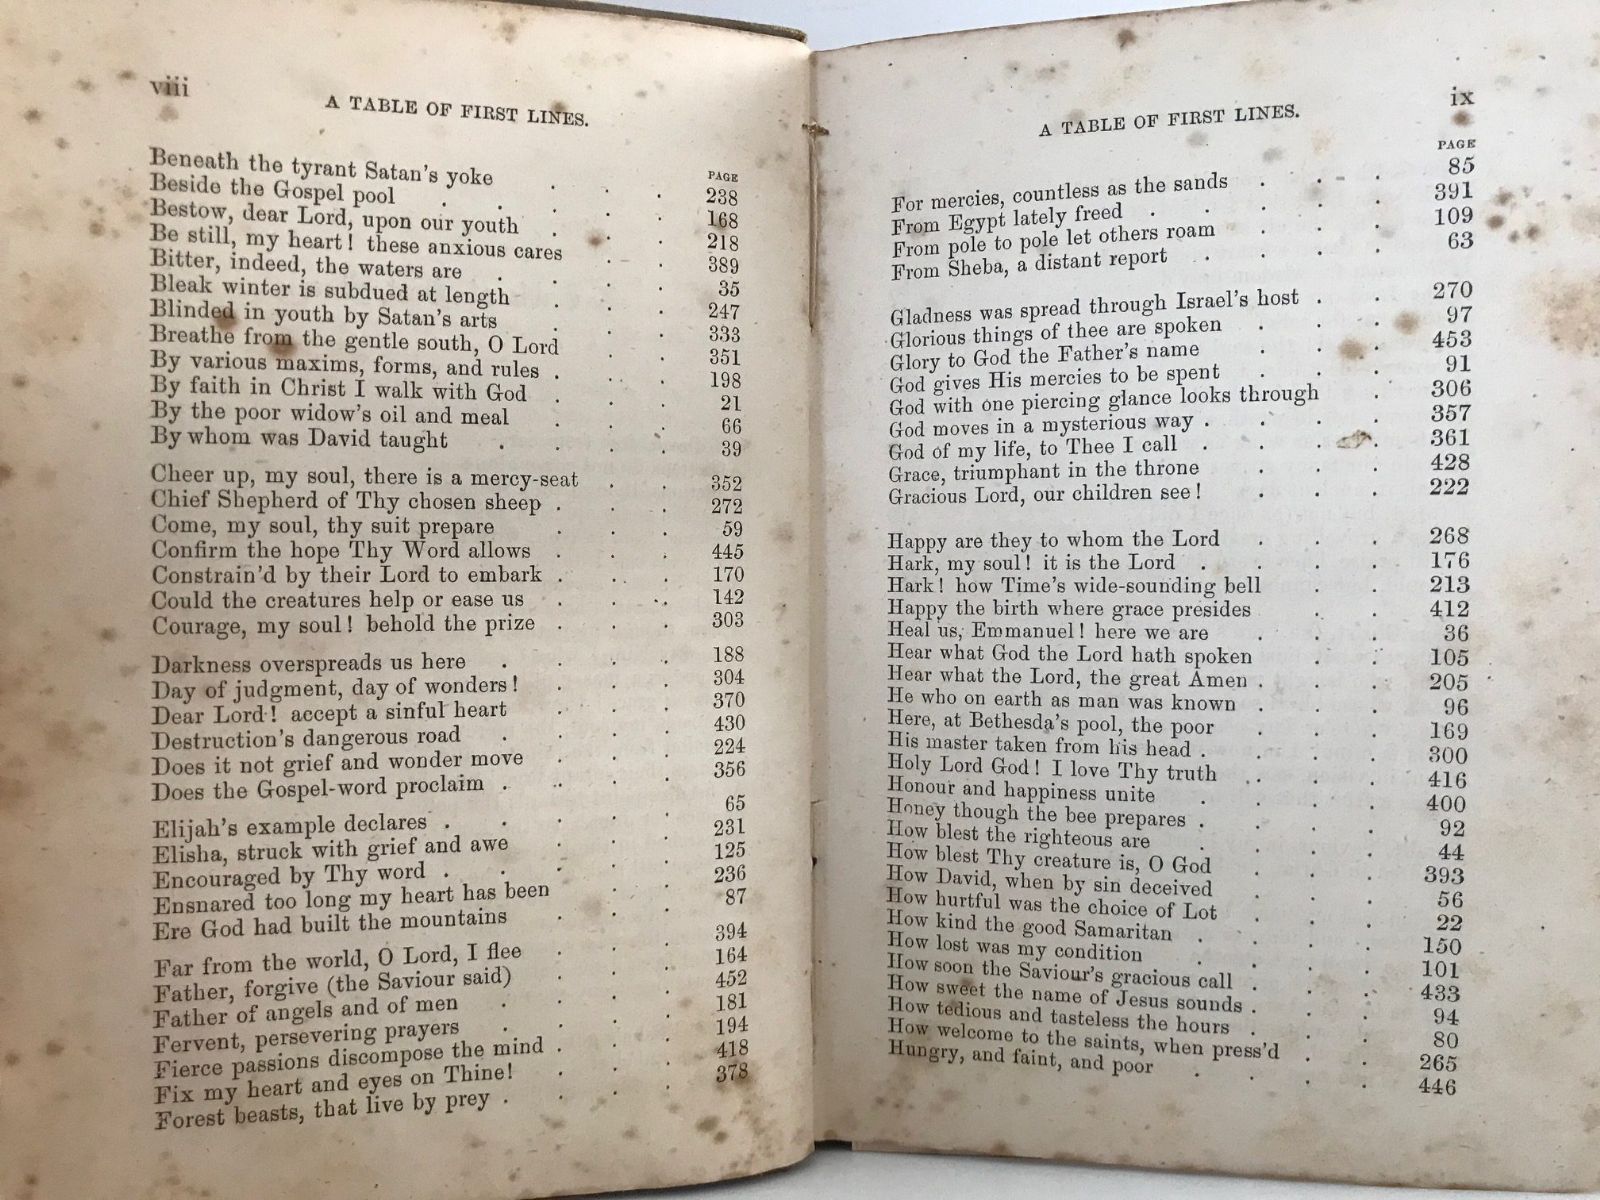 viii
A TABLE OF FIRST LINES.
PAGE
Beneath the tyrant Satan's yoke . . . 238
Beside the Gospel pool . . . . 168
Bestow, dear Lord, upon our youth . . . 218
Be still, my heart! these anxious cares . . 389
Bitter, indeed, the waters are . . . . 35
Bleak winter is subdued at length . . . 247
Blinded in youth by Satan's arts . . . 333
Breathe from the gentle south, O Lord . . 351
By various maxims, forms, and rules . . . 198
By faith in Christ I walk with God . . . 21
By the poor widow's oil and meal . . . 66
By whom was David taught . . . . 39
Cheer up, my soul, there is a mercy-seat . . 352
Chief Shepherd of Thy chosen sheep . . . 272
Come, my soul, thy suit prepare . . . 59
Confirm the hope Thy Word allows . . . 445
Constrain'd by their Lord to embark . . . 170
Could the creatures help or ease us . . . 142
Courage, my soul! behold the prize . . . 303
Darkness overspreads us here . . . . 188
Day of judgment, day of wonders! . . . 304
Dear Lord! accept a sinful heart . . . 370
Destruction's dangerous road . . . . 430
Does it not grief and wonder move . . . 224
Does the Gospel-word proclaim . . . . 356
Elijah's example declares . . . . . 65
Elisha, struck with grief and awe . . . 231
Encouraged by Thy word . . . . . 125
Ensnared too long my heart has been . . 236
Ere God had built the mountains . . . 87
Far from the world, O Lord, I flee . . . 394
Father, forgive (the Saviour said) . . . 164
Father of angels and of men . . . . 452
Fervent, persevering prayers . . . . 181
Fierce passions discompose the mind . . . 194
Fix my heart and eyes on Thine! . . . 418
Forest beasts, that live by prey . . . . 378
ix
A TABLE OF FIRST LINES.
PAGE
For mercies, countless as the sands . . . 85
From Egypt lately freed . . . . . 391
From pole to pole let others roam . . . 109
From Sheba, a distant report . . . . 63
Gladness was spread through Israel's host . . 270
Glorious things of thee are spoken . . . 97
Glory to God the Father's name . . . 453
God gives His mercies to be spent . . . 91
God with one piercing glance looks through . 306
God moves in a mysterious way . . . . 357
God of my life, to Thee I call . . . . 361
Grace, triumphant in the throne . . . 428
Gracious Lord, our children see! . . . 222
Happy are they to whom the Lord . . . 268
Hark, my soul! it is the Lord . . . . 176
Hark! how Time's wide-sounding bell . . 213
Happy the birth where grace presides . . 412
Heal us, Emmanuel! here we are . . . 36
Hear what God the Lord hath spoken . . 105
Hear what the Lord, the great Amen . . . 205
He who on earth as man was known . . . 96
Here, at Bethesda's pool, the poor . . . 169
His master taken from his head . . . . 300
Holy Lord God! I love Thy truth . . . 416
Honour and happiness unite . . . . 400
Honey though the bee prepares . . . . 92
How blest the righteous are . . . . 44
How blest Thy creature is, O God . . . 393
How David, when by sin deceived . . . 56
How hurtful was the choice of Lot . . . 22
How kind the good Samaritan . . . . 150
How lost was my condition . . . . 101
How soon the Saviour's gracious call . . . 433
How sweet the name of Jesus sounds . . . 94
How tedious and tasteless the hours . . . 80
How welcome to the saints, when press'd . . 265
Hungry, and faint, and poor . . . . 446